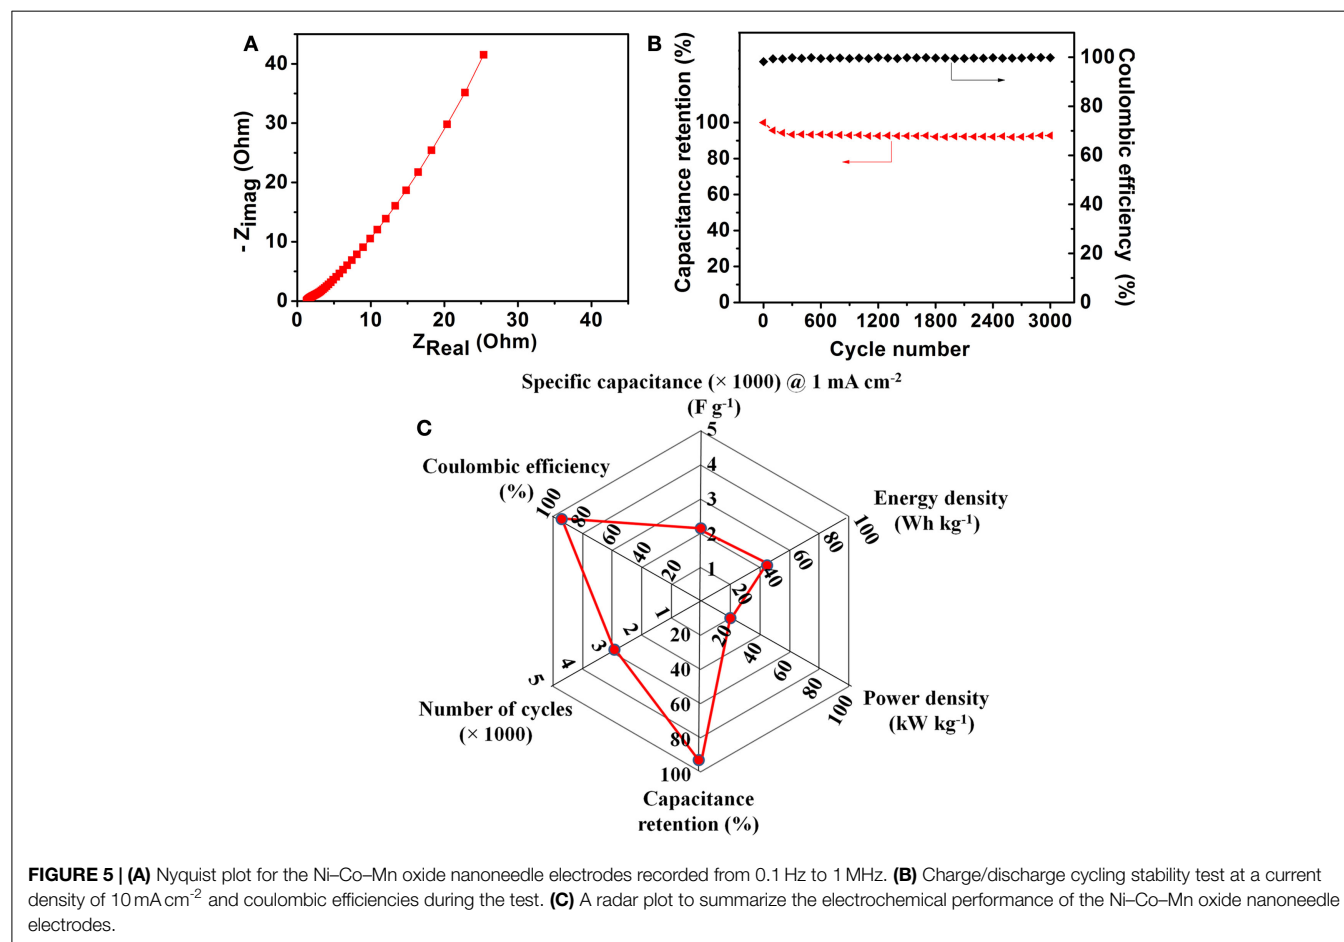 A
40
30
20
10
0
- Zimag (Ohm)
0 10 20 30 40
ZReal (Ohm)
B
Capacitance retention (%)
100
80
60
40
20
0
100
80
60
40
20
0
Coulombic efficiency (%)
0 600 1200 1800 2400 3000
Cycle number
C
Specific capacitance (× 1000) @ 1 mA cm-2
(F g-1)
5
4
3
2
1
Energy density
(Wh kg-1)
20
40
60
80
100
Power density
(kW kg-1)
20
40
60
80
100
Capacitance
retention (%)
20
40
60
80
100
Number of cycles
(× 1000)
1
2
3
4
5
Coulombic efficiency
(%)
20
40
60
80
100
FIGURE 5 | (A) Nyquist plot for the Ni–Co–Mn oxide nanoneedle electrodes recorded from 0.1 Hz to 1 MHz. (B) Charge/discharge cycling stability test at a current
density of 10 mA cm-2 and coulombic efficiencies during the test. (C) A radar plot to summarize the electrochemical performance of the Ni–Co–Mn oxide nanoneedle
electrodes.